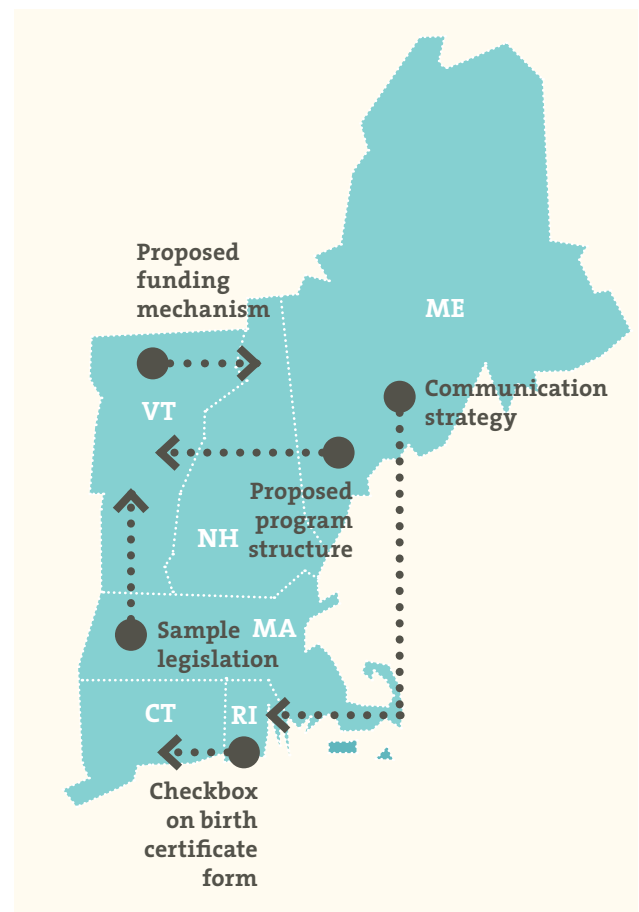 Proposed
funding
mechanism
ME
Communication
strategy
VT
Proposed
program
structure
NH
Sample
legislation
MA
CT
RI
Checkbox
on birth
certificate
form